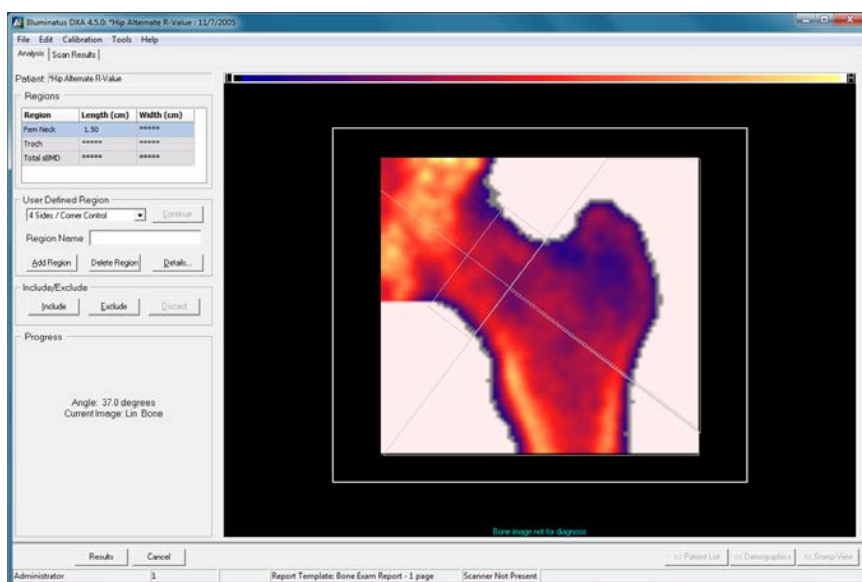 Illuminatus DXA 4.5.0: *Hip Alternate R-Value : 11/7/2005
File Edit Calibration Tools Help
Analysis Scan Results
Patient: *Hip Alternate R-Value
Regions
Region Length (cm) Width (cm)
Fem Neck 1.50 *****
Troch ***** *****
Total sBMD ***** *****
User Defined Region
4 Sides / Corner Control Continue
Region Name
Add Region Delete Region Details...
Include/Exclude
Include Exclude Discard
Progress
Angle: 37.0 degrees
Current Image: Lin Bone
Bone image not for diagnosis
Results Cancel << Patient List << Demographics << Stamp View
Administrator 1 Report Template: Bone Exam Report - 1 page Scanner Not Present